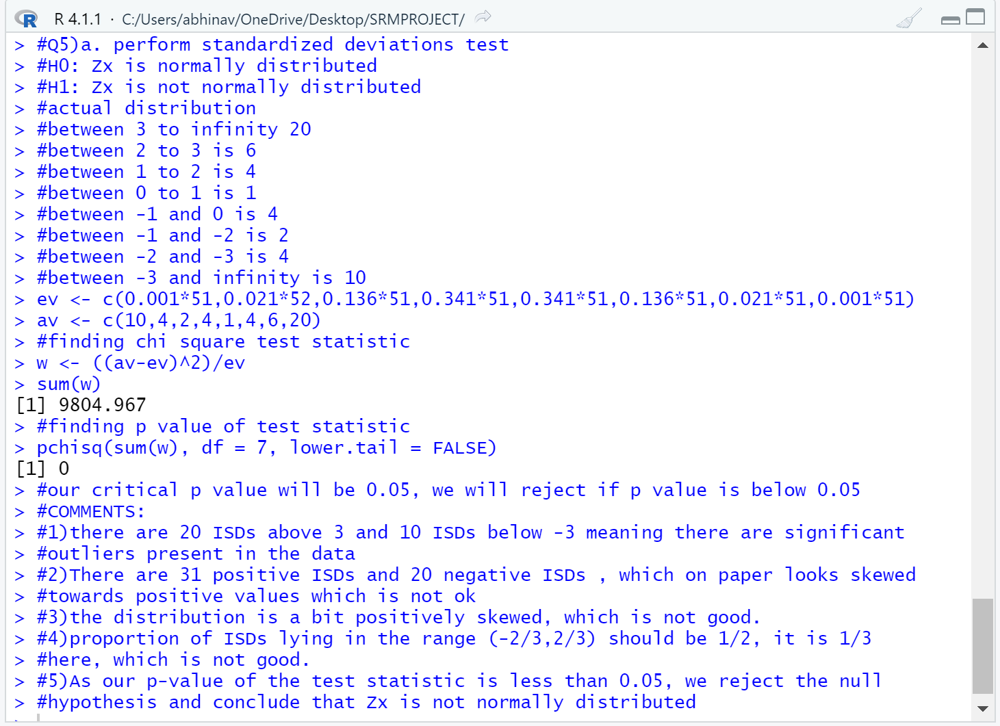 R R 4.1.1 · C:/Users/abhinav/OneDrive/Desktop/SRMPROJECT/
> #Q5)a. perform standardized deviations test
> #H0: Zx is normally distributed
> #H1: Zx is not normally distributed
> #actual distribution
> #between 3 to infinity 20
> #between 2 to 3 is 6
> #between 1 to 2 is 4
> #between 0 to 1 is 1
> #between -1 and 0 is 4
> #between -1 and -2 is 2
> #between -2 and -3 is 4
> #between -3 and infinity is 10
> ev <- c(0.001*51,0.021*52,0.136*51,0.341*51,0.341*51,0.136*51,0.021*51,0.001*51)
> av <- c(10,4,2,4,1,4,6,20)
> #finding chi square test statistic
> w <- ((av-ev)^2)/ev
> sum(w)
[1] 9804.967
> #finding p value of test statistic
> pchisq(sum(w), df = 7, lower.tail = FALSE)
[1] 0
> #our critical p value will be 0.05, we will reject if p value is below 0.05
> #COMMENTS:
> #1)there are 20 ISDs above 3 and 10 ISDs below -3 meaning there are significant
> #outliers present in the data
> #2)There are 31 positive ISDs and 20 negative ISDs , which on paper looks skewed
> #towards positive values which is not ok
> #3)the distribution is a bit positively skewed, which is not good.
> #4)proportion of ISDs lying in the range (-2/3,2/3) should be 1/2, it is 1/3
> #here, which is not good.
> #5)As our p-value of the test statistic is less than 0.05, we reject the null
> #hypothesis and conclude that Zx is not normally distributed